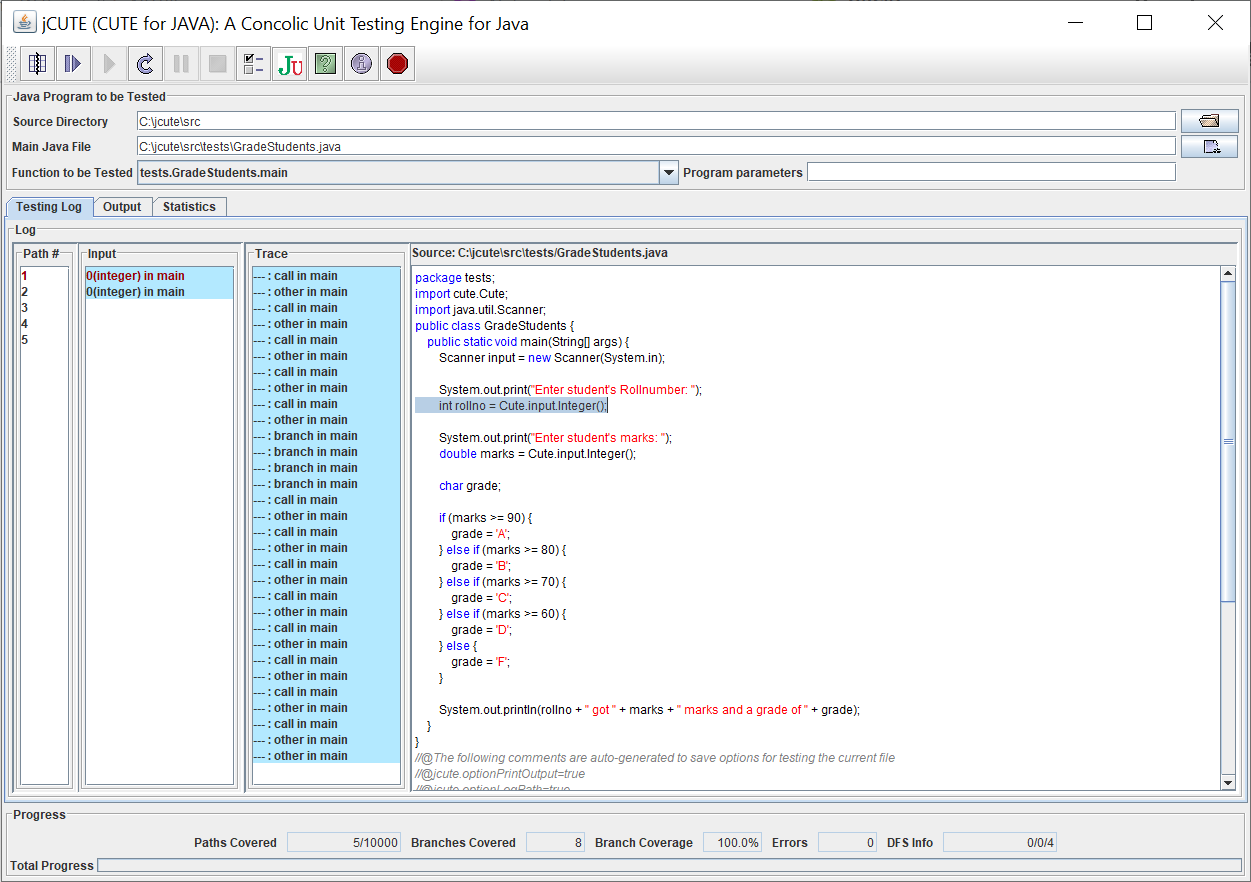 jCUTE (CUTE for JAVA): A Concolic Unit Testing Engine for Java
JU
?
i
Java Program to be Tested
Source Directory C:\jcute\src
Main Java File C:\jcute\src\tests\GradeStudents.java
Function to be Tested tests.GradeStudents.main Program parameters
Testing Log Output Statistics
Log
Path #
1
2
3
4
5
Input
0(integer) in main
0(integer) in main
Trace
--- : call in main
--- : other in main
--- : call in main
--- : other in main
--- : call in main
--- : other in main
--- : call in main
--- : other in main
--- : call in main
--- : other in main
--- : branch in main
--- : branch in main
--- : branch in main
--- : branch in main
--- : call in main
--- : other in main
--- : call in main
--- : other in main
--- : call in main
--- : other in main
--- : call in main
--- : other in main
--- : call in main
--- : other in main
--- : call in main
--- : other in main
--- : call in main
--- : other in main
--- : call in main
--- : other in main
--- : other in main
Source: C:\jcute\src\tests/GradeStudents.java
package tests;
import cute.Cute;
import java.util.Scanner;
public class GradeStudents {
public static void main(String[] args) {
Scanner input = new Scanner(System.in);
System.out.print("Enter student's Rollnumber: ");
int rollno = Cute.input.Integer();
System.out.print("Enter student's marks: ");
double marks = Cute.input.Integer();
char grade;
if (marks >= 90) {
grade = 'A';
} else if (marks >= 80) {
grade = 'B';
} else if (marks >= 70) {
grade = 'C';
} else if (marks >= 60) {
grade = 'D';
} else {
grade = 'F';
}
System.out.println(rollno + " got " + marks + " marks and a grade of " + grade);
}
}
//@The following comments are auto-generated to save options for testing the current file
//@jcute.optionPrintOutput=true
//@jcute.optionLogPath=true
Progress
Paths Covered 5/10000 Branches Covered 8 Branch Coverage 100.0% Errors 0 DFS Info 0/0/4
Total Progress